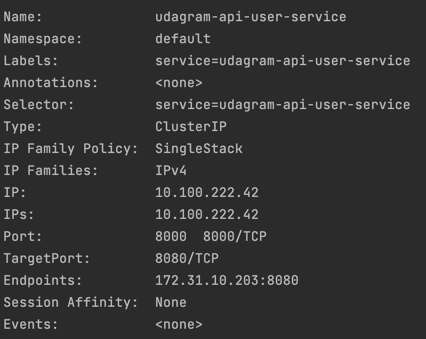 Name:              udagram-api-user-service
Namespace:         default
Labels:            service=udagram-api-user-service
Annotations:       <none>
Selector:          service=udagram-api-user-service
Type:              ClusterIP
IP Family Policy:  SingleStack
IP Families:       IPv4
IP:                10.100.222.42
IPs:               10.100.222.42
Port:              8000  8000/TCP
TargetPort:        8080/TCP
Endpoints:         172.31.10.203:8080
Session Affinity:  None
Events:            <none>